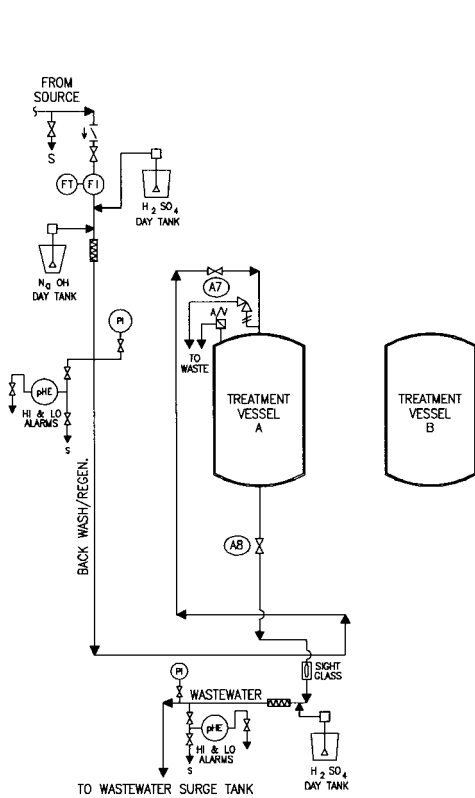 FROM
SOURCE
S
FT
FI
H2SO4
DAY TANK
NaOH
DAY TANK
PI
pHE
HI & LO
ALARMS
S
BACK WASH/REGEN.
A7
A/V
TO
WASTE
TREATMENT
VESSEL
A
TREATMENT
VESSEL
B
A8
SIGHT
GLASS
PI
WASTEWATER
pHE
HI & LO
ALARMS
S
H2SO4
DAY TANK
TO WASTEWATER SURGE TANK